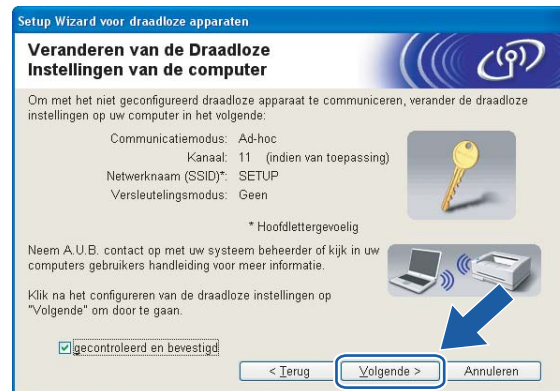 Setup Wizard voor draadloze apparaten
Veranderen van de Draadloze
Instellingen van de computer
Om met het niet geconfigureerd draadloze apparaat te communiceren, verander de draadloze
instellingen op uw computer in het volgende:
Communicatiemodus: Ad-hoc
Kanaal: 11 (indien van toepassing)
Netwerknaam (SSID)*: SETUP
Versleutelingsmodus: Geen
* Hoofdlettergevoelig
Neem A.U.B. contact op met uw systeem beheerder of kijk in uw
computers gebruikers handleiding voor meer informatie.
Klik na het configureren van de draadloze instellingen op
"Volgende" om door te gaan.
gecontroleerd en bevestigd
< Terug
Volgende >
Annuleren